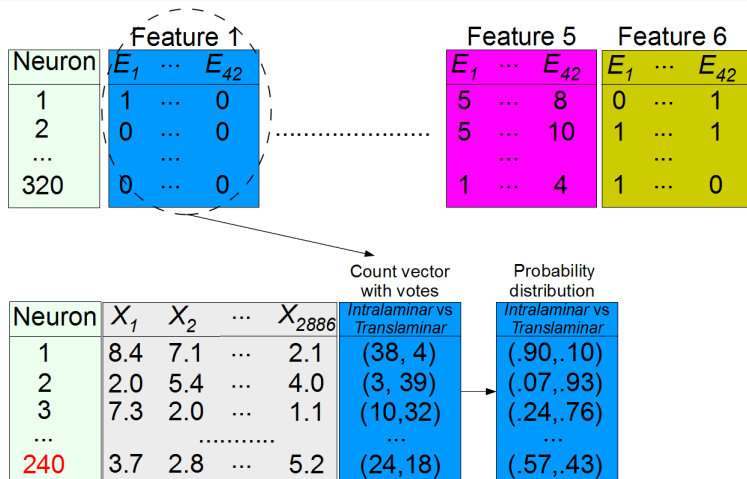 Feature 1 Feature 5 Feature 6
Neuron E1 ... E42 E1 ... E42 E1 ... E42
1 1 ... 0 5 ... 8 0 ... 1
2 0 ... 0 5 ... 10 1 ... 1
... ... ... ...
320 0 ... 0 1 ... 4 1 ... 0
Count vector with votes
Probability distribution
Neuron X1 X2 ... X2886 Intralaminar vs Translaminar Intralaminar vs Translaminar
1 8.4 7.1 ... 2.1 (38, 4) (.90,.10)
2 2.0 5.4 ... 4.0 (3, 39) (.07,.93)
3 7.3 2.0 ... 1.1 (10,32) (.24,.76)
... ........... ... ...
240 3.7 2.8 ... 5.2 (24,18) (.57,.43)